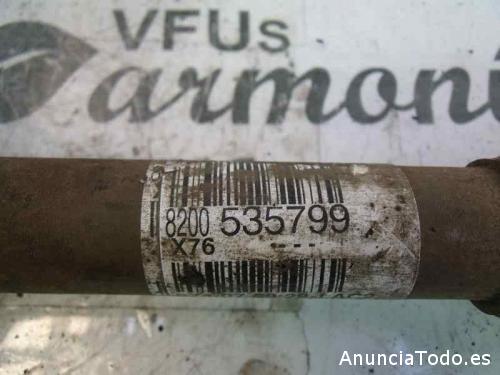 VFUs
armoni
8200 535799
X76 ---
AnunciaTodo.es